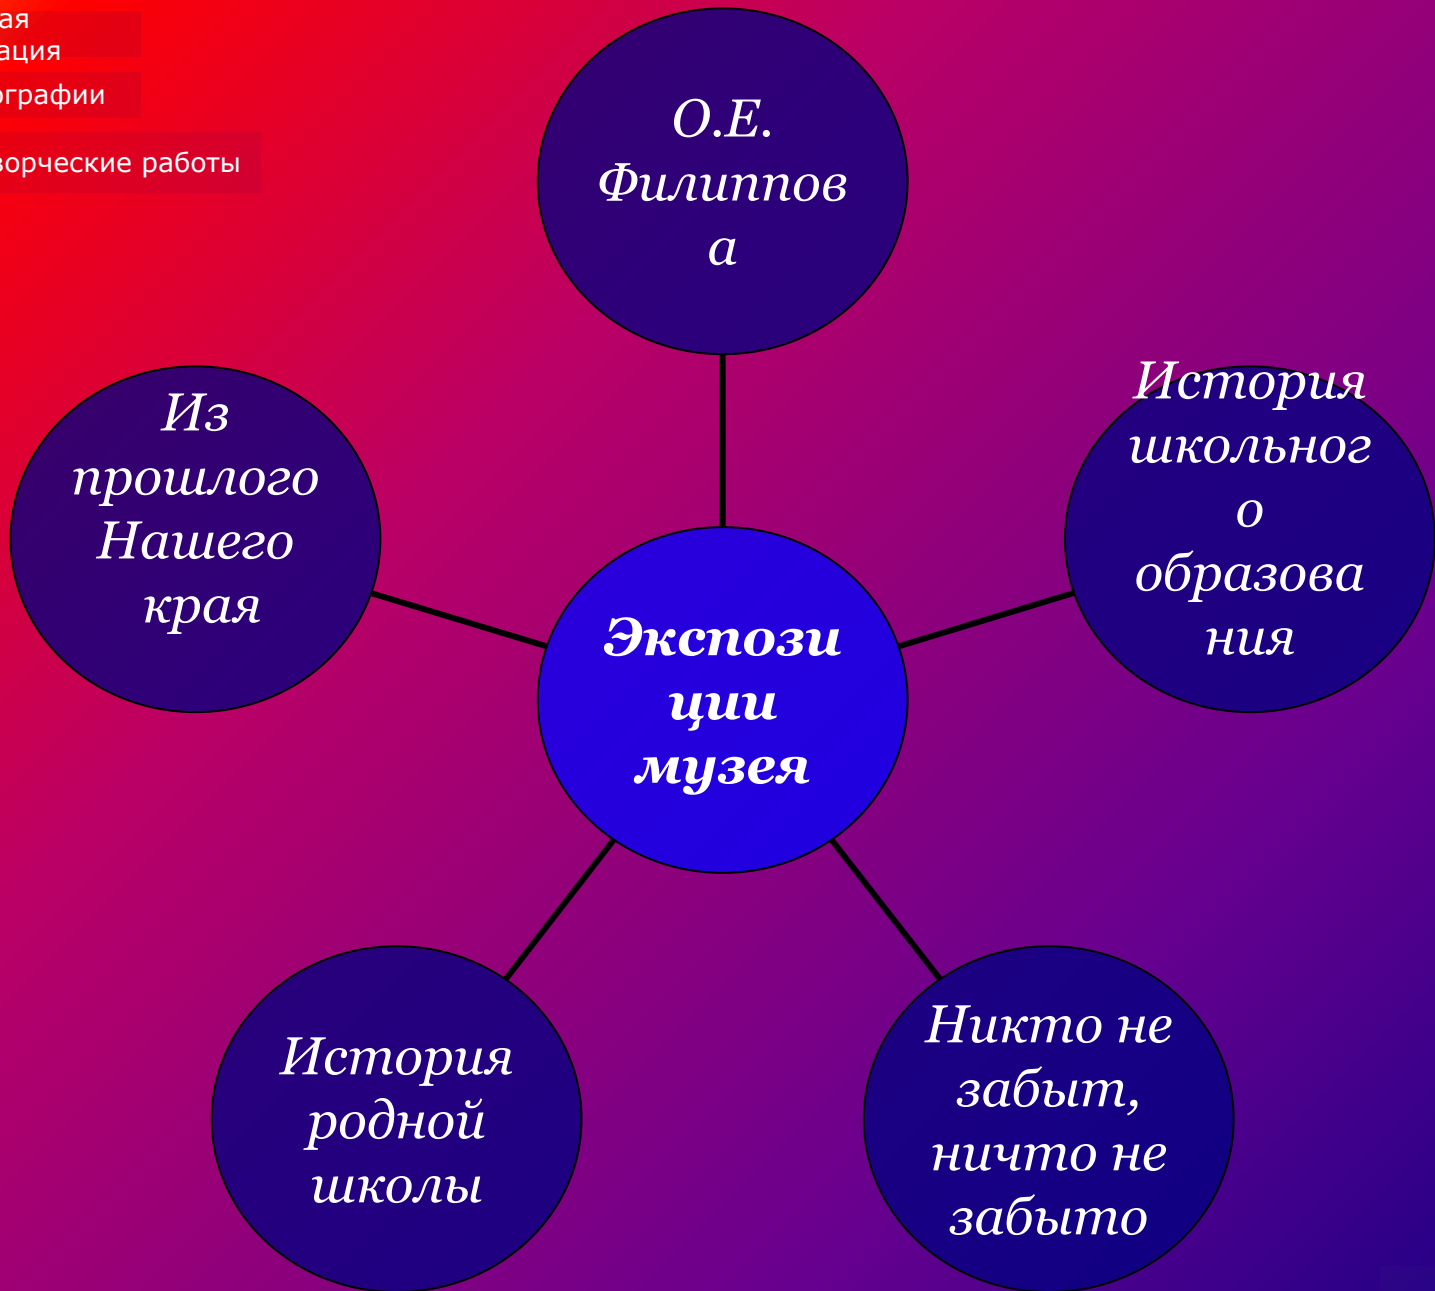 ая
ация
ографии
ворческие работы
О.Е.
Филиппов
а
Из
прошлого
Нашего
края
История
школьног
о
образова
ния
Экспози
ции
музея
История
родной
школы
Никто не
забыт,
ничто не
забыто